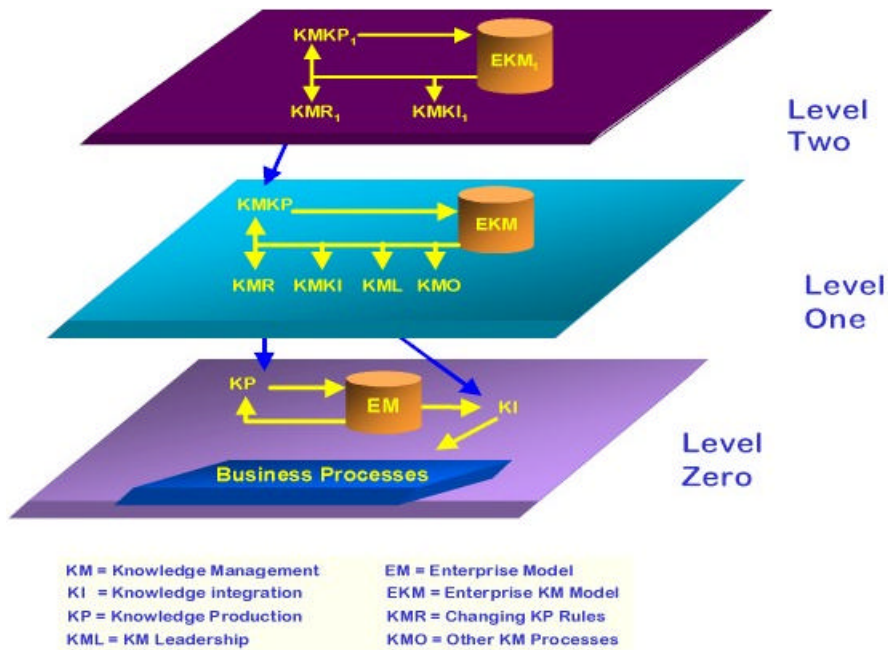 KMKP₁
EKM₁
KMR₁ KMKI₁
Level
Two
KMKP
EKM
KMR KMKI KML KMO
Level
One
KP
EM
KI
Level
Zero
Business Processes
KM = Knowledge Management
KI = Knowledge integration
KP = Knowledge Production
KML = KM Leadership
EM = Enterprise Model
EKM = Enterprise KM Model
KMR = Changing KP Rules
KMO = Other KM Processes